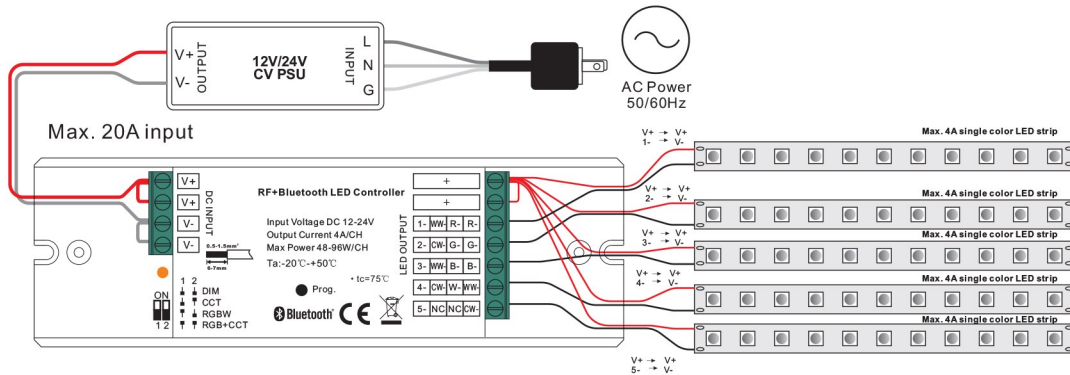 V+
V-
OUTPUT
12V/24V
CV PSU
INPUT
L
N
G
AC Power
50/60Hz
Max. 20A input
V+
V+
V-
V-
DC INPUT
0.5-1.5mm²
6-7mm
ON
1 2
1 2
DIM
CCT
RGBW
RGB+CCT
RF+Bluetooth LED Controller
Input Voltage DC 12-24V
Output Current 4A/CH
Max Power 48-96W/CH
Ta:-20℃-+50℃
• tc=75℃
Prog.
Bluetooth®
CE
LED OUTPUT
+
+
1- WW- R- R-
2- CW- G- G-
3- WW- B- B-
4- CW- W- WW-
5- NC NC CW-
V+ → V+
1- → V-
Max. 4A single color LED strip
V+ → V+
2- → V-
Max. 4A single color LED strip
V+ → V+
3- → V-
Max. 4A single color LED strip
V+ → V+
4- → V-
Max. 4A single color LED strip
Max. 4A single color LED strip
V+ → V+
5- → V-